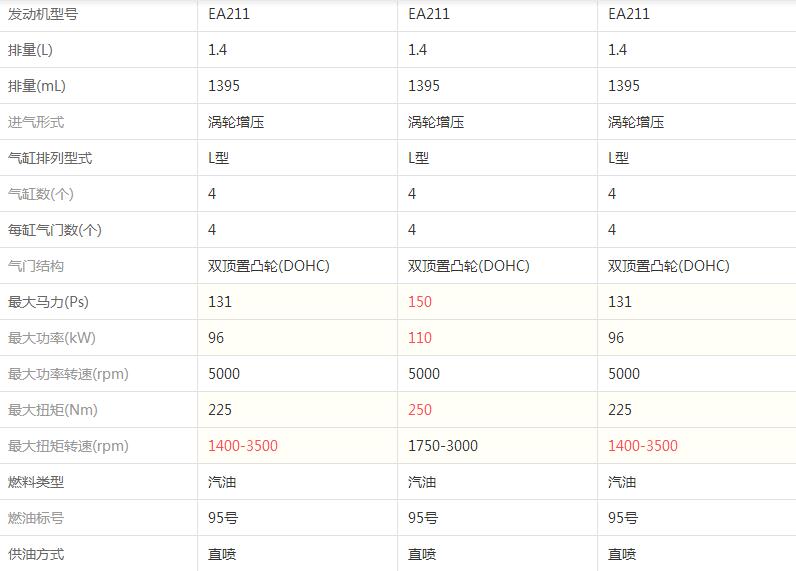 发动机型号 EA211 EA211 EA211
排量(L) 1.4 1.4 1.4
排量(mL) 1395 1395 1395
进气形式 涡轮增压 涡轮增压 涡轮增压
气缸排列型式 L型 L型 L型
气缸数(个) 4 4 4
每缸气门数(个) 4 4 4
气门结构 双顶置凸轮(DOHC) 双顶置凸轮(DOHC) 双顶置凸轮(DOHC)
最大马力(Ps) 131 150 131
最大功率(kW) 96 110 96
最大功率转速(rpm) 5000 5000 5000
最大扭矩(Nm) 225 250 225
最大扭矩转速(rpm) 1400-3500 1750-3000 1400-3500
燃料类型 汽油 汽油 汽油
燃油标号 95号 95号 95号
供油方式 直喷 直喷 直喷